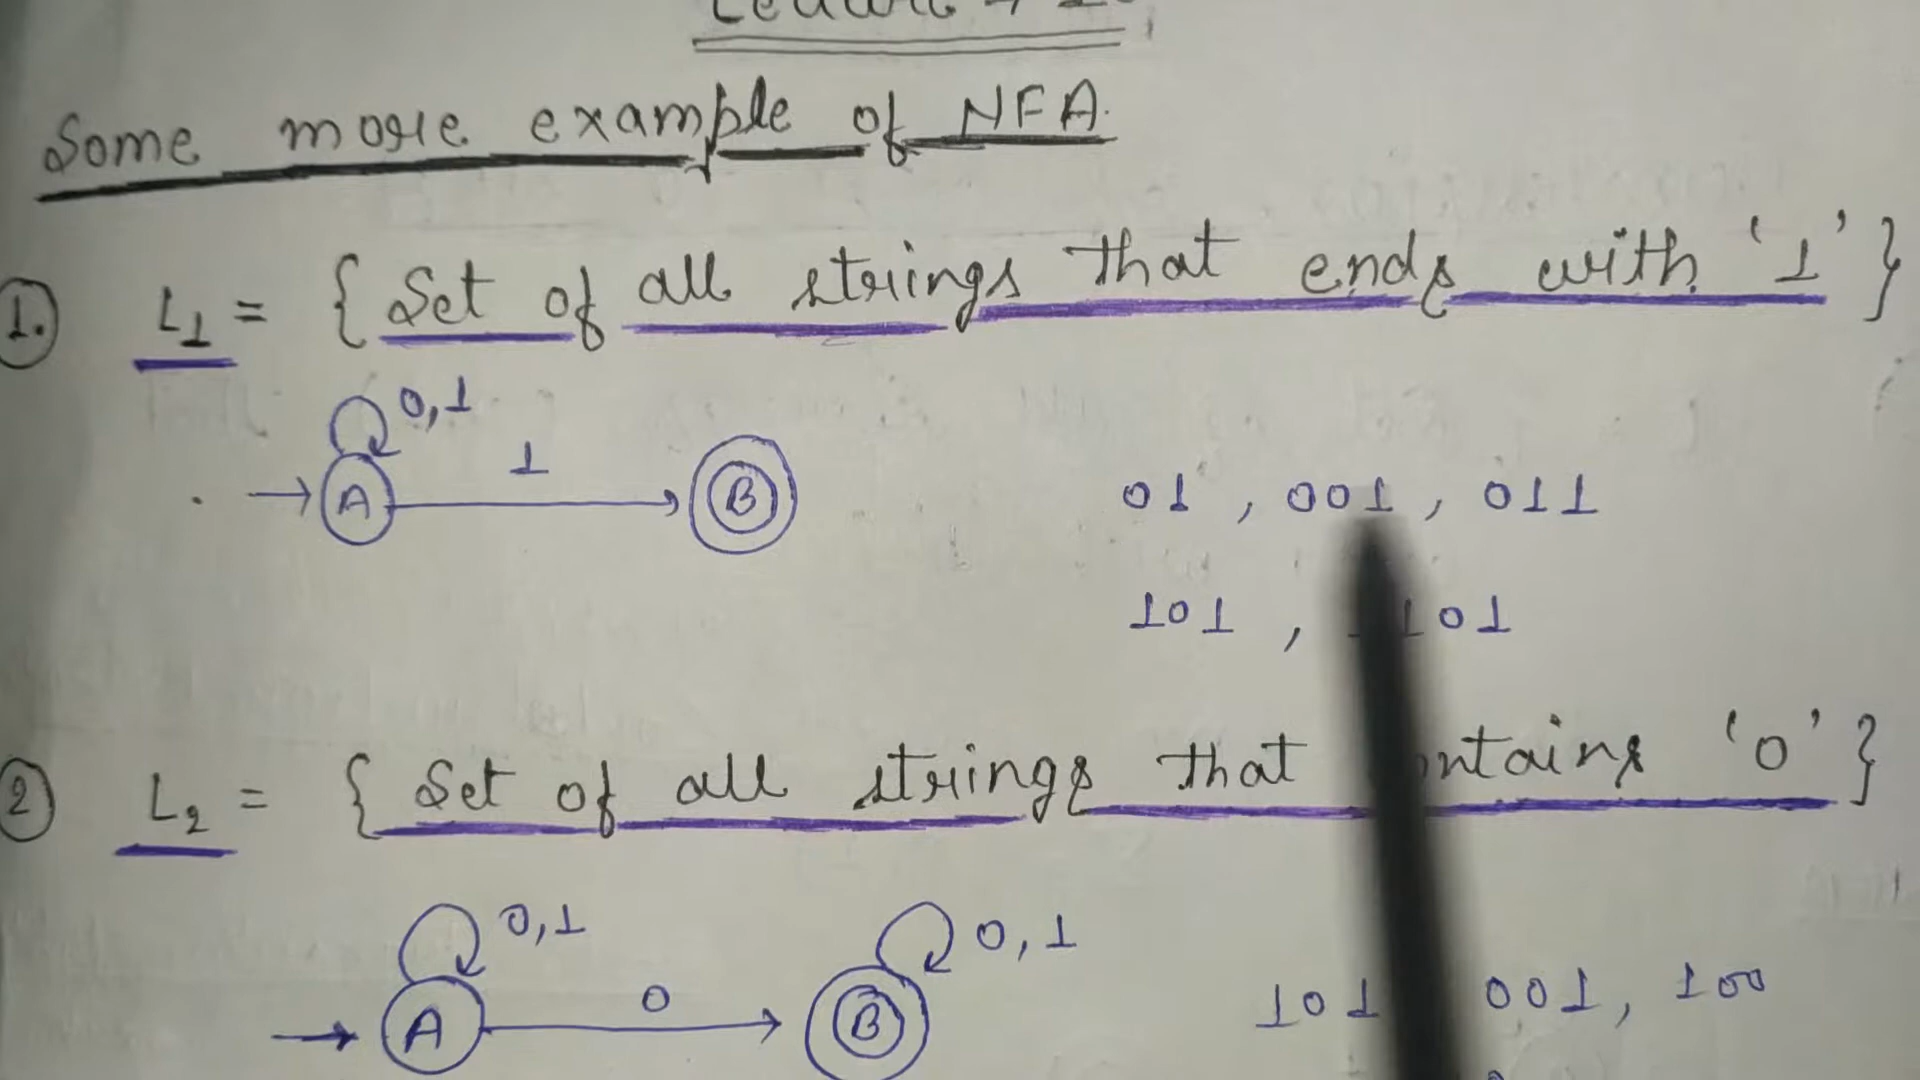 Some more example of NFA.
1. L1 = { Set of all strings that ends with '1' }
0,1
1
A B
01 , 001 , 011
101 , 1101
2 L2 = { Set of all strings that '0' }
0,1 0,1
0
A B
101 001, 100